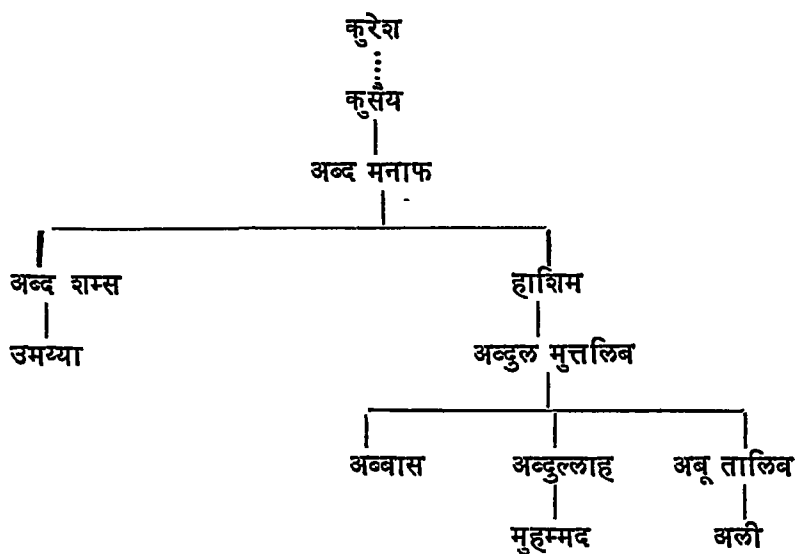 कुरेश
कुसैय
अब्द मनाफ
अब्द शम्स हाशिम
उमय्या अब्दुल मुत्तलिब
अब्बास अब्दुल्लाह अबू तालिब
मुहम्मद अली